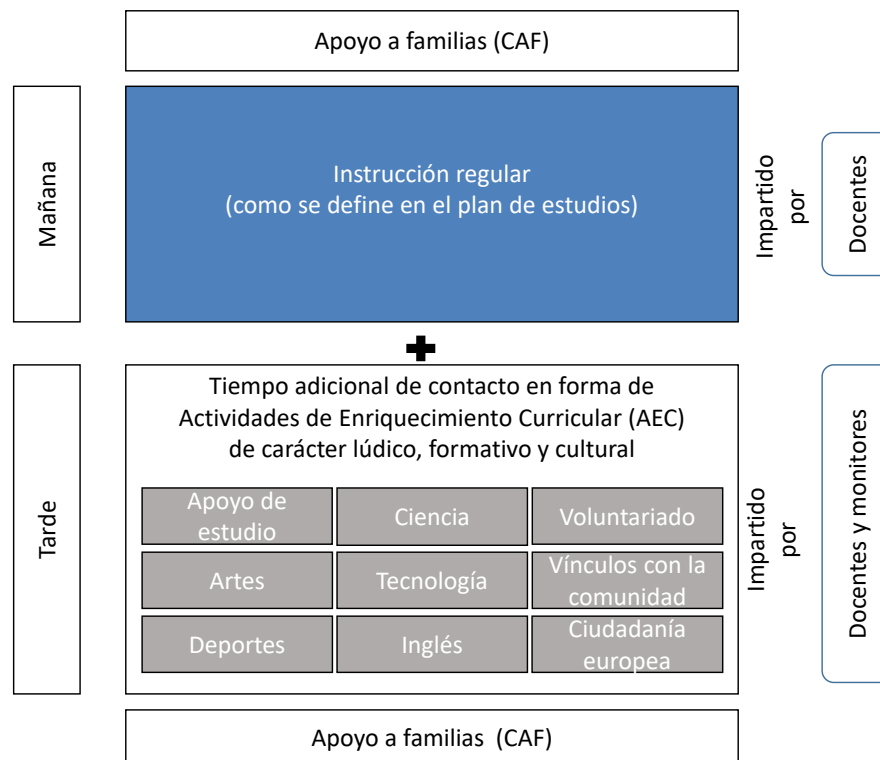 Apoyo a familias (CAF)
Mañana
Instrucción regular
(como se define en el plan de estudios)
Impartido
por
Docentes
Tarde
Tiempo adicional de contacto en forma de
Actividades de Enriquecimiento Curricular (AEC)
de carácter lúdico, formativo y cultural
Apoyo de
estudio
Ciencia
Voluntariado
Artes
Tecnología
Vínculos con la
comunidad
Deportes
Inglés
Ciudadanía
europea
Impartido
por
Docentes y monitores
Apoyo a familias (CAF)